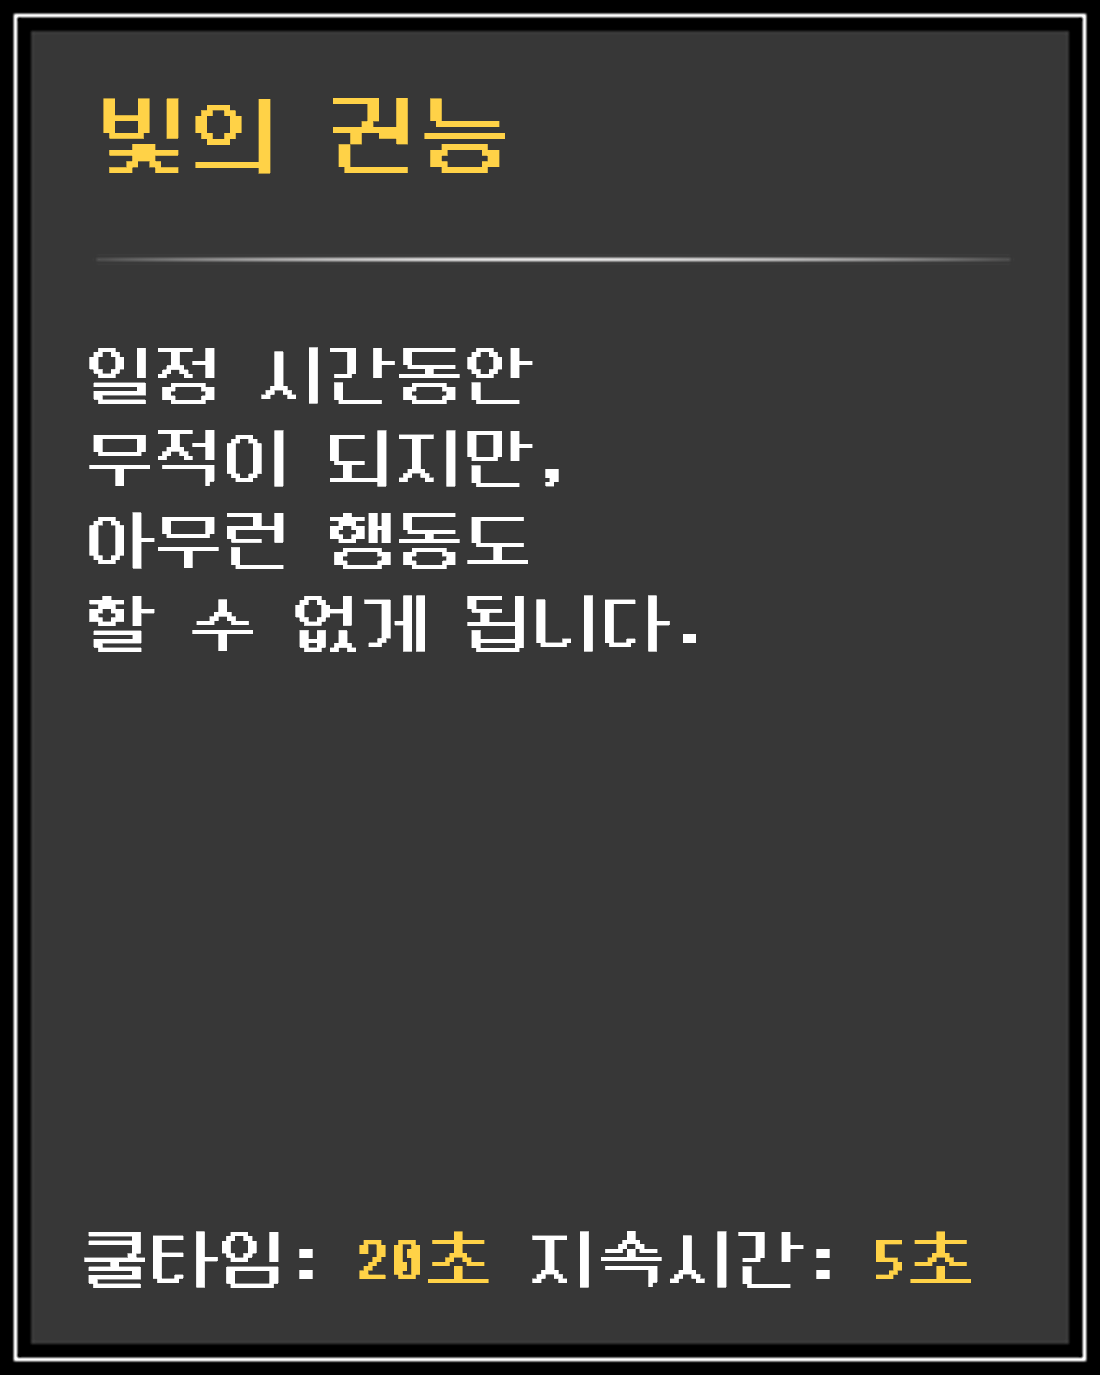 빛의 권능
일정 시간동안
무적이 되지만,
아무런 행동도
할 수 없게 됩니다.
쿨타임: 20초 지속시간: 5초